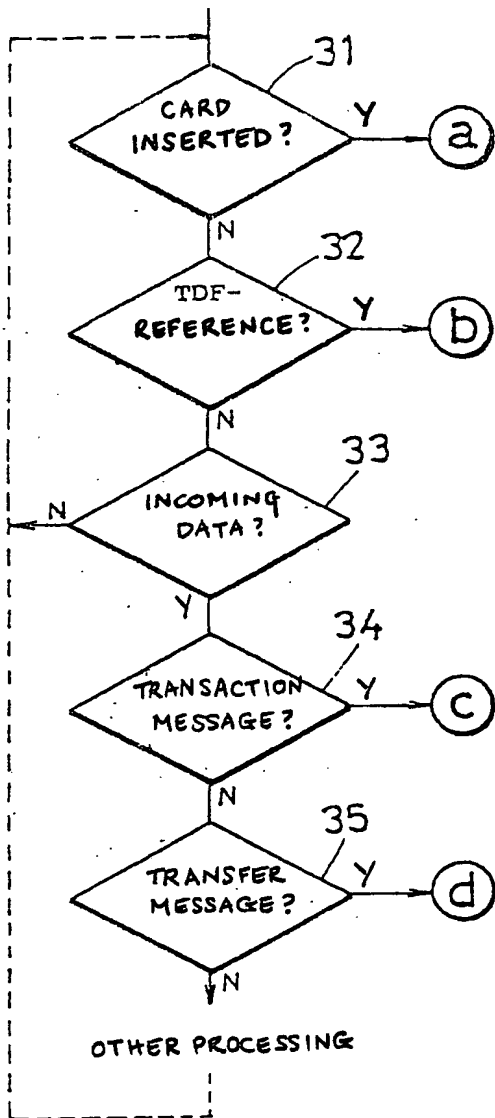 31
CARD
INSERTED?
Y
a
N
32
TDF-
REFERENCE?
Y
b
N
33
INCOMING
DATA?
N
Y
34
TRANSACTION
MESSAGE?
Y
c
N
35
TRANSFER
MESSAGE?
Y
d
N
OTHER PROCESSING